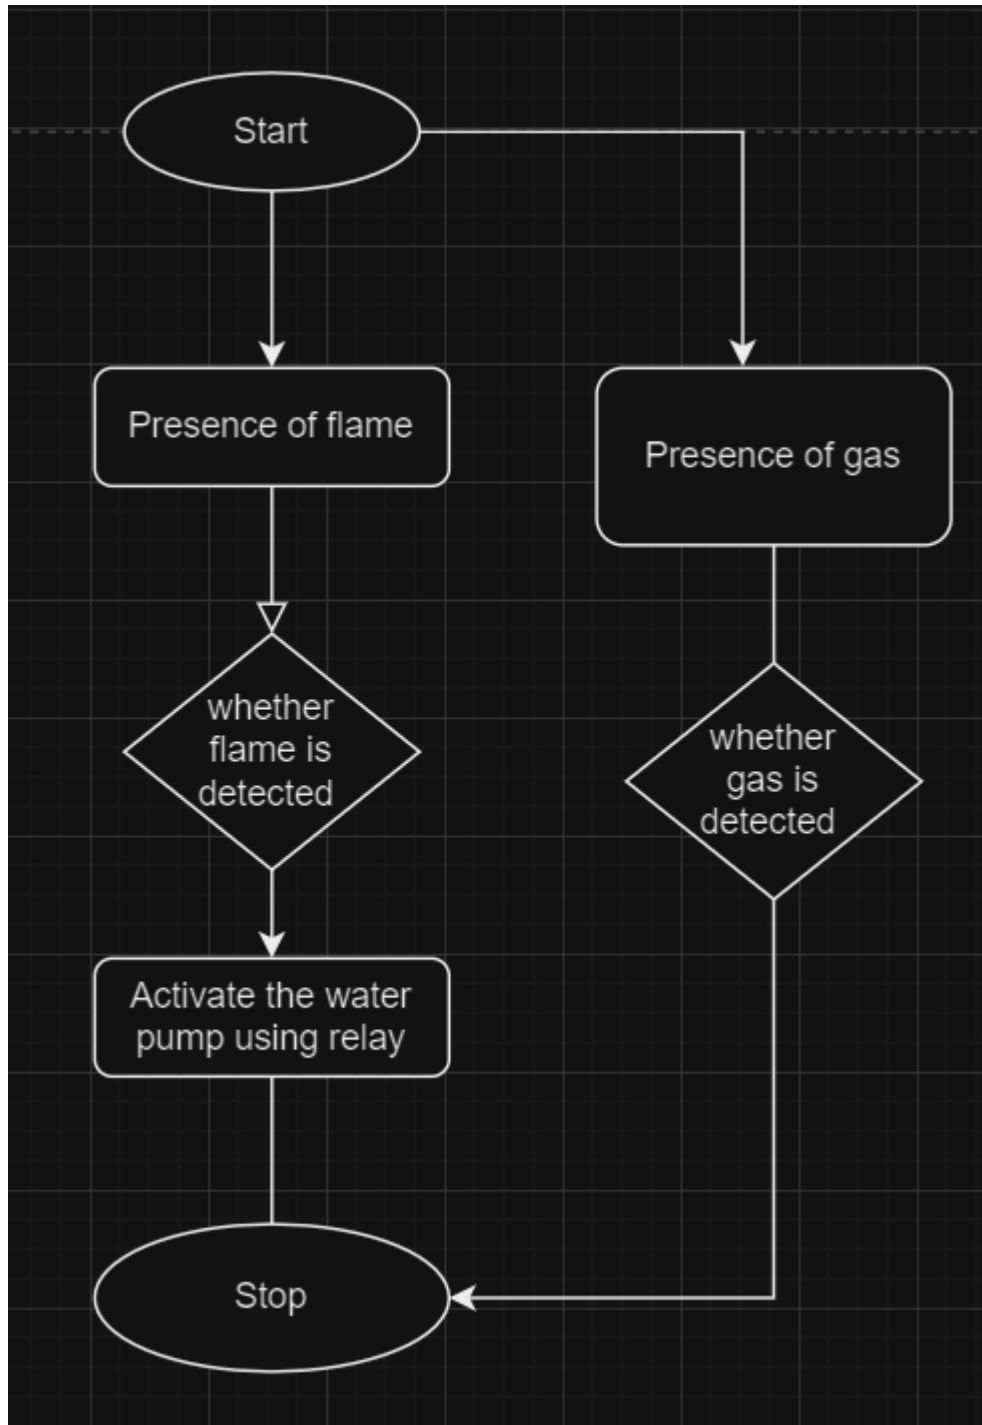 Start
Presence of flame
Presence of gas
whether
flame is
detected
whether
gas is
detected
Activate the water
pump using relay
Stop